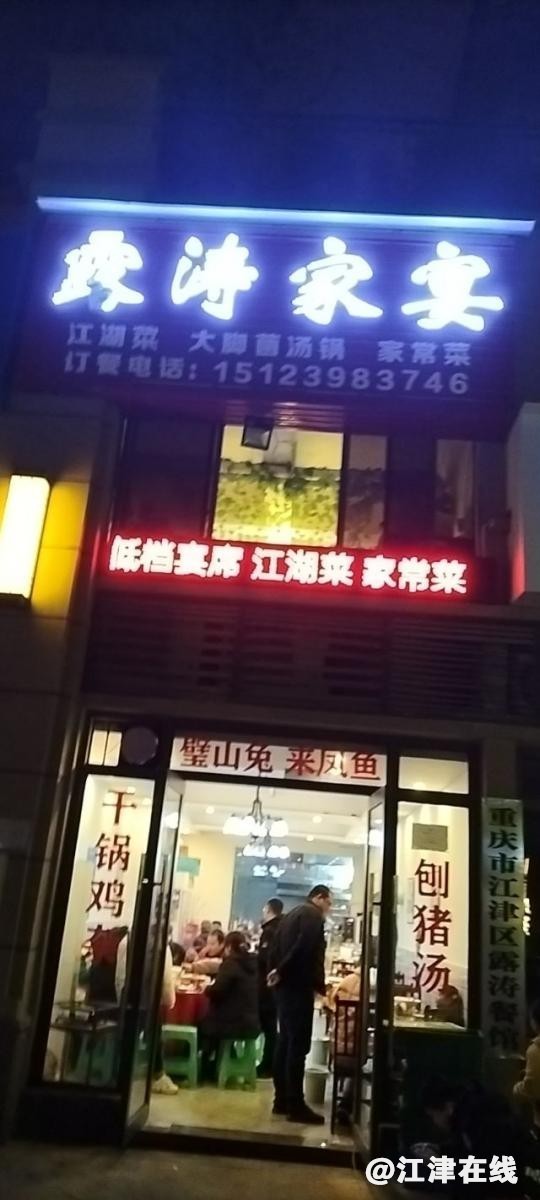 露涛家宴
江湖菜 大脚菌汤锅 家常菜
订餐电话：15123983746
低档宴席 江湖菜 家常菜
璧山兔 来凤鱼
干锅鸡杂
刨猪汤
重庆市江津区露涛餐馆
@江津在线